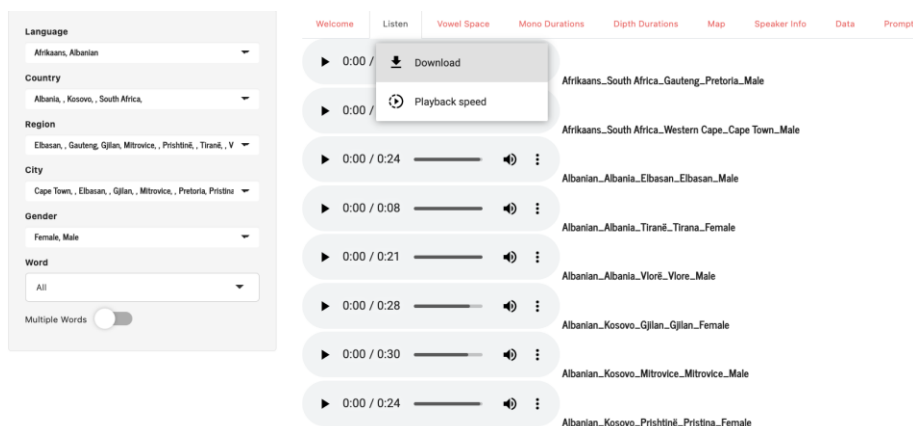 Language
Afrikaans, Albanian
Country
Albania, , Kosovo, , South Africa,
Region
Elbasan, , Gauteng, Gjilan, Mitrovice, , Prishtinë, , Tiranë, , V
City
Cape Town, , Elbasan, , Gjilan, , Mitrovice, , Pretoria, Pristina
Gender
Female, Male
Word
All
Multiple Words
Welcome Listen Vowel Space Mono Durations Dipth Durations Map Speaker Info Data Prompt
0:00 /
Download
Playback speed
Afrikaans_South Africa_Gauteng_Pretoria_Male
0:00 /
Afrikaans_South Africa_Western Cape_Cape Town_Male
0:00 / 0:24
Albanian_Albania_Elbasan_Elbasan_Male
0:00 / 0:08
Albanian_Albania_Tiranë_Tirana_Female
0:00 / 0:21
Albanian_Albania_Vlorë_Vlore_Male
0:00 / 0:28
Albanian_Kosovo_Gjilan_Gjilan_Female
0:00 / 0:30
Albanian_Kosovo_Mitrovice_Mitrovice_Male
0:00 / 0:24
Albanian_Kosovo_Prishtinë_Pristina_Female